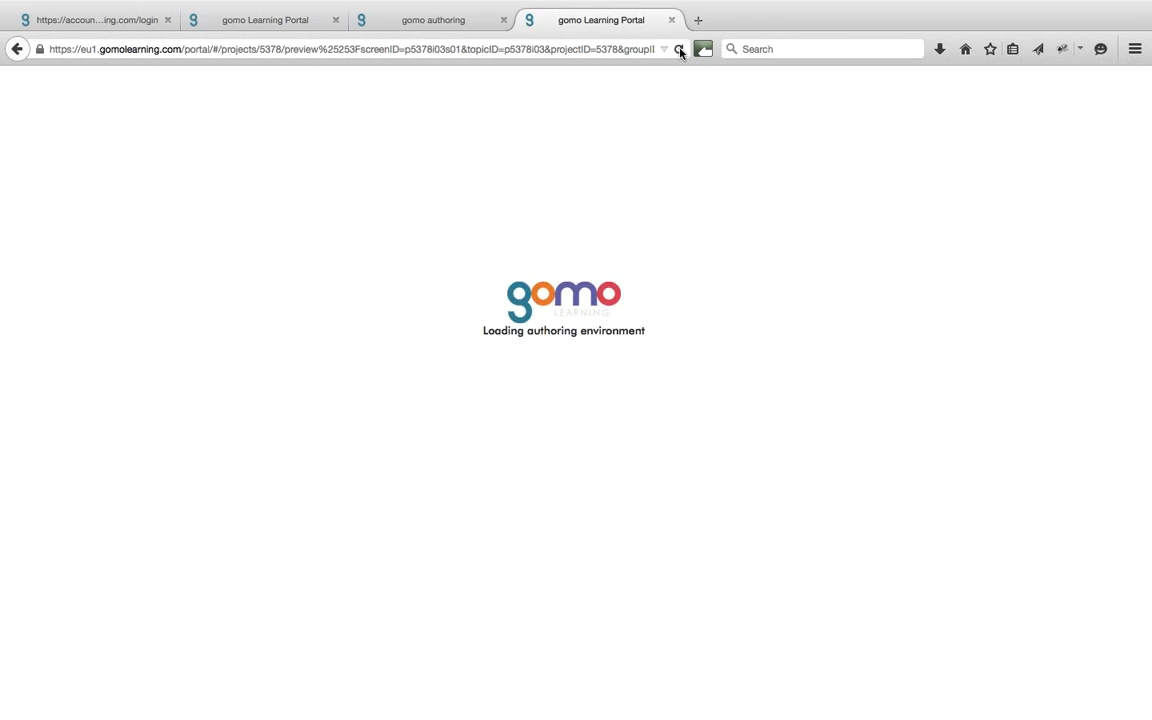 https://accoun...ing.com/login
gomo Learning Portal
gomo authoring
gomo Learning Portal
https://eu1.gomolearning.com/portal/#/projects/5378/preview%25253FscreenID=p5378i03s01&topicID=p5378i03&projectID=5378&groupI
Search
gomo
LEARNING
Loading authoring environment